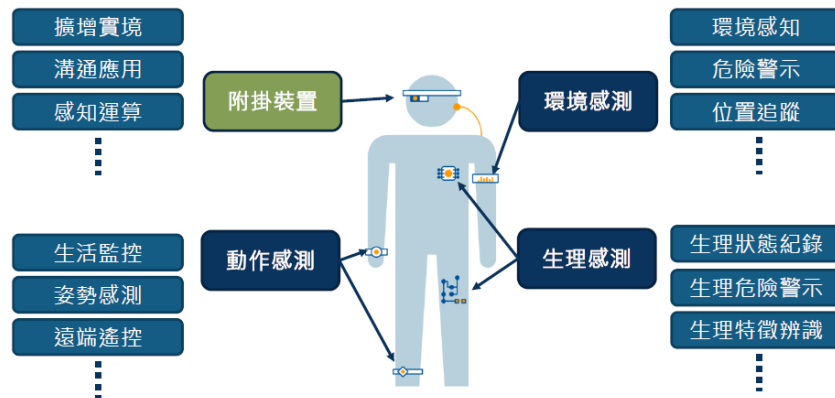 擴增實境
溝通應用
感知運算
附掛裝置
環境感測
環境感知
危險警示
位置追蹤
生活監控
姿勢感測
遠端遙控
動作感測
生理感測
生理狀態紀錄
生理危險警示
生理特徵辨識